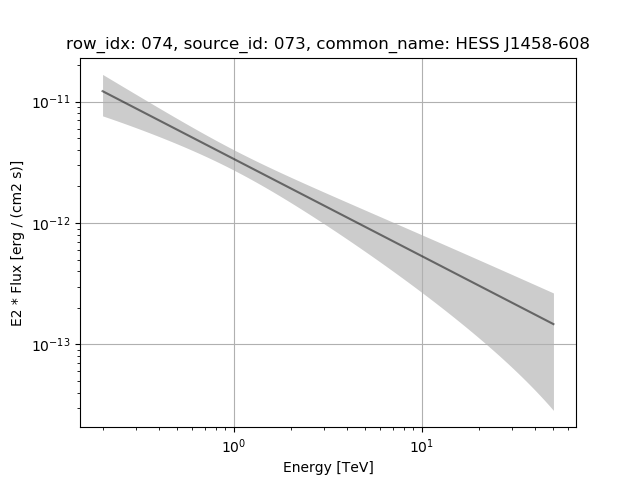 row_idx: 074, source_id: 073, common_name: HESS J1458-608
E2 * Flux [erg / (cm2 s)]
10⁻¹¹
10⁻¹²
10⁻¹³
10⁰ 10¹
Energy [TeV]